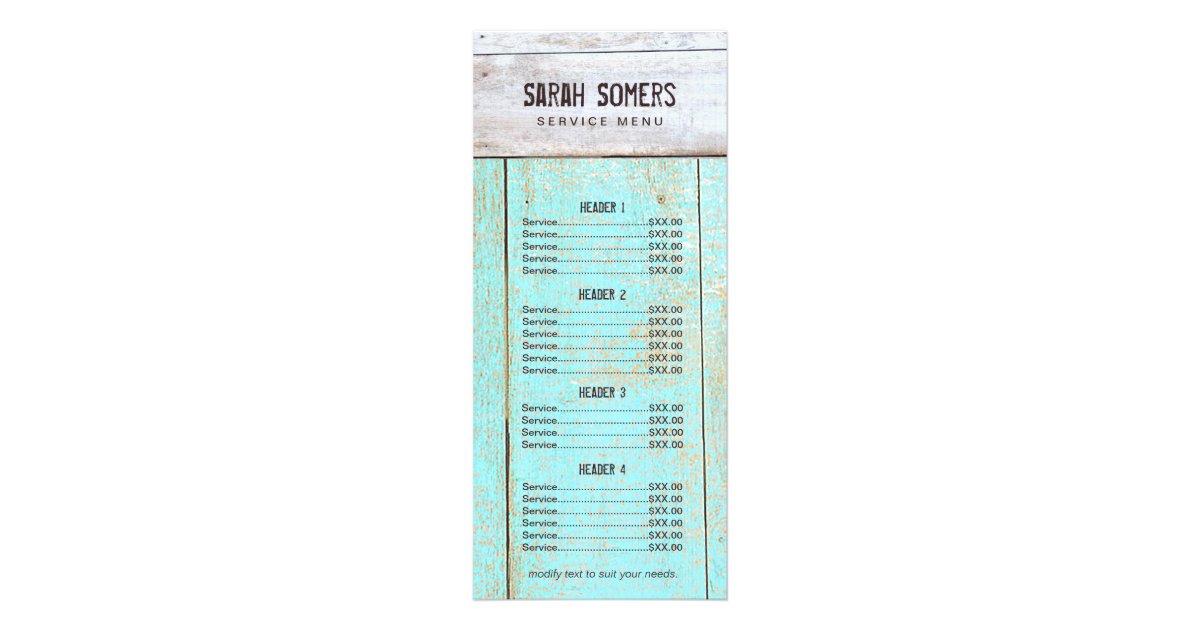 SARAH SOMERS
SERVICE MENU
HEADER 1
Service................................$XX.00
Service................................$XX.00
Service................................$XX.00
Service................................$XX.00
Service................................$XX.00
HEADER 2
Service................................$XX.00
Service................................$XX.00
Service................................$XX.00
Service................................$XX.00
Service................................$XX.00
Service................................$XX.00
HEADER 3
Service................................$XX.00
Service................................$XX.00
Service................................$XX.00
Service................................$XX.00
HEADER 4
Service................................$XX.00
Service................................$XX.00
Service................................$XX.00
Service................................$XX.00
Service................................$XX.00
Service................................$XX.00
modify text to suit your needs.